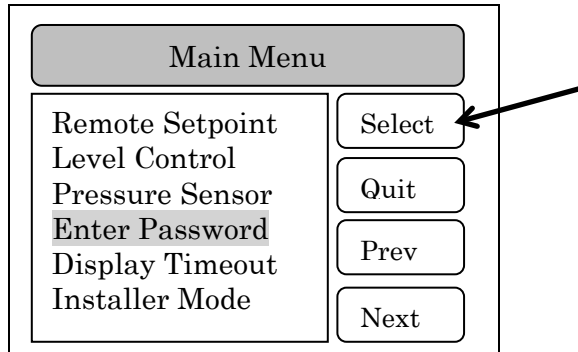 Main Menu
Remote Setpoint
Level Control
Pressure Sensor
Enter Password
Display Timeout
Installer Mode
Select
Quit
Prev
Next